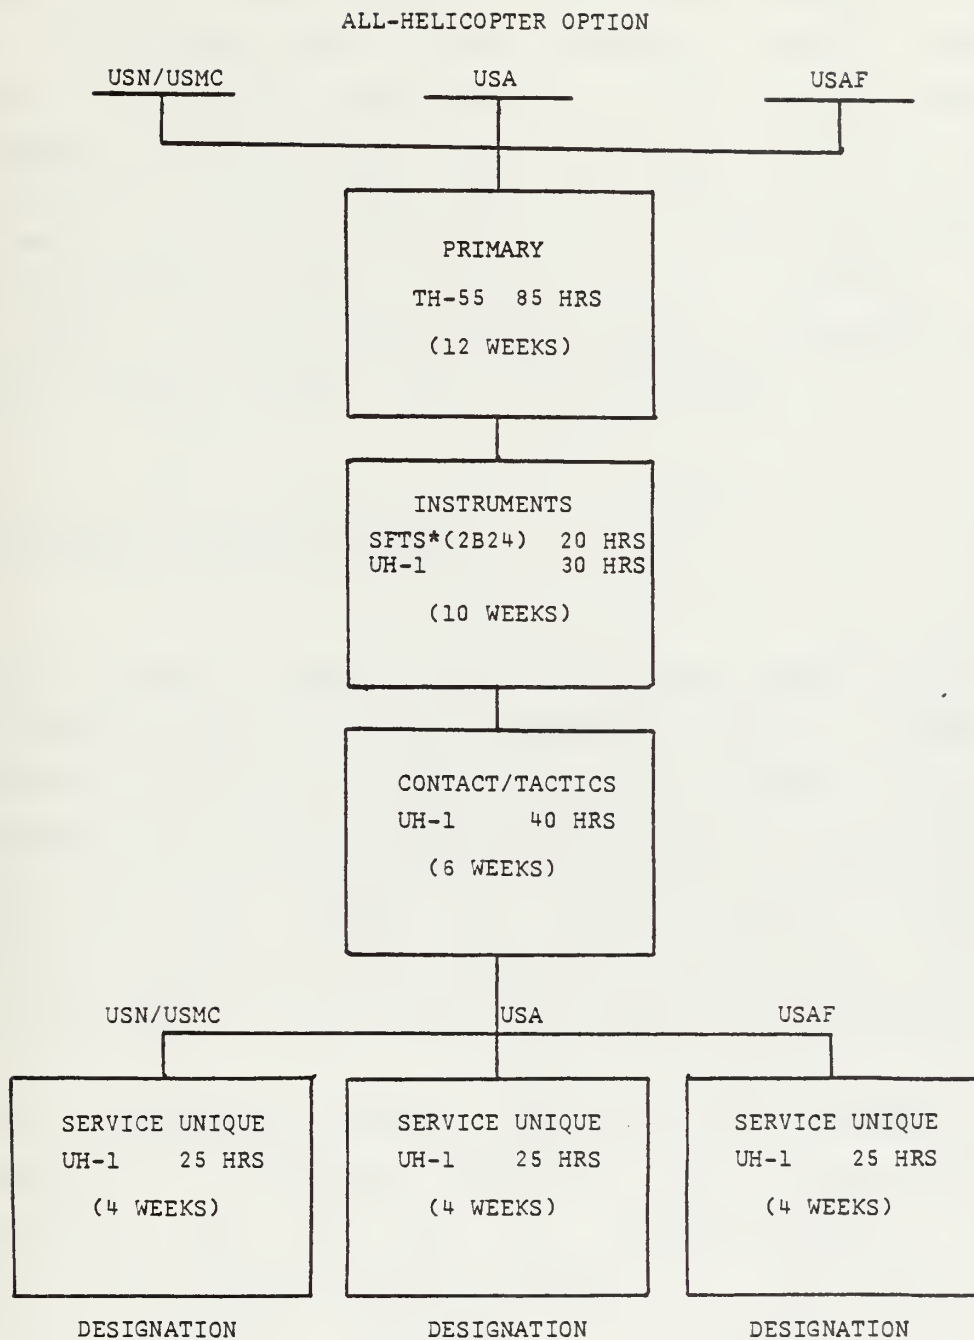 ALL-HELICOPTER OPTION
USN/USMC USA USAF
PRIMARY
TH-55 85 HRS
(12 WEEKS)
INSTRUMENTS
SFTS*(2B24) 20 HRS
UH-1 30 HRS
(10 WEEKS)
CONTACT/TACTICS
UH-1 40 HRS
(6 WEEKS)
USN/USMC USA USAF
SERVICE UNIQUE
UH-1 25 HRS
(4 WEEKS)
DESIGNATION
SERVICE UNIQUE
UH-1 25 HRS
(4 WEEKS)
DESIGNATION
SERVICE UNIQUE
UH-1 25 HRS
(4 WEEKS)
DESIGNATION